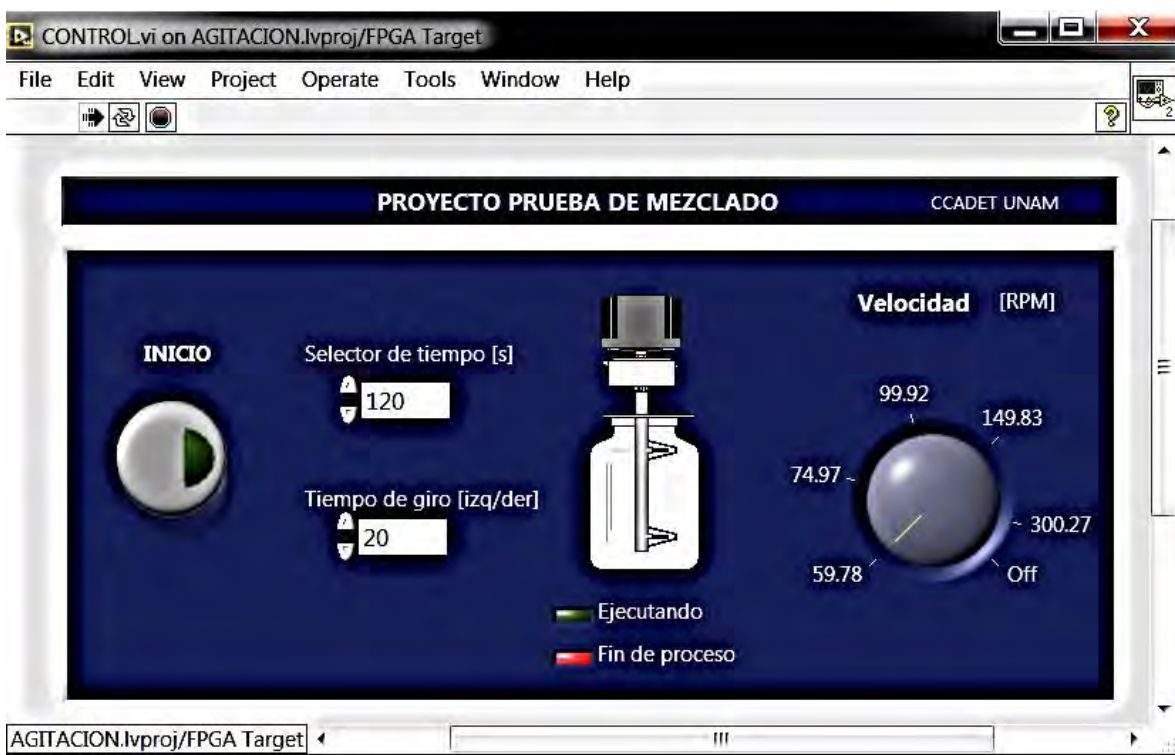 CONTROL.vi on AGITACION.lvproj/FPGA Target
File Edit View Project Operate Tools Window Help
?
2
PROYECTO PRUEBA DE MEZCLADO CCADET UNAM
Velocidad [RPM]
INICIO
Selector de tiempo [s]
120
Tiempo de giro [izq/der]
20
99.92
149.83
74.97
300.27
59.78
Off
Ejecutando
Fin de proceso
AGITACION.lvproj/FPGA Target